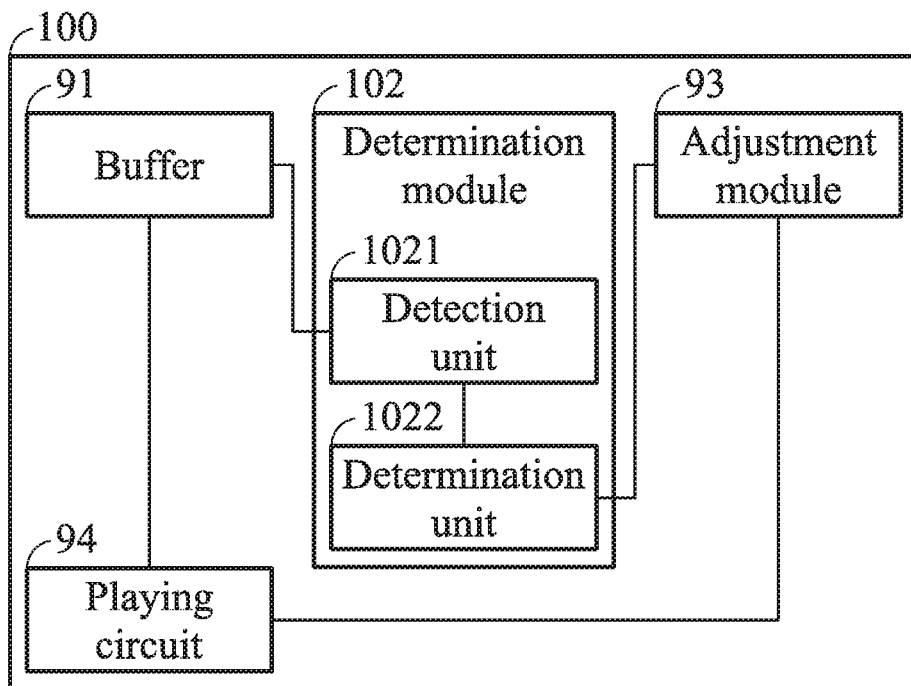 100
91
102
93
Buffer
Determination
module
Adjustment
module
1021
Detection
unit
1022
Determination
unit
94
Playing
circuit